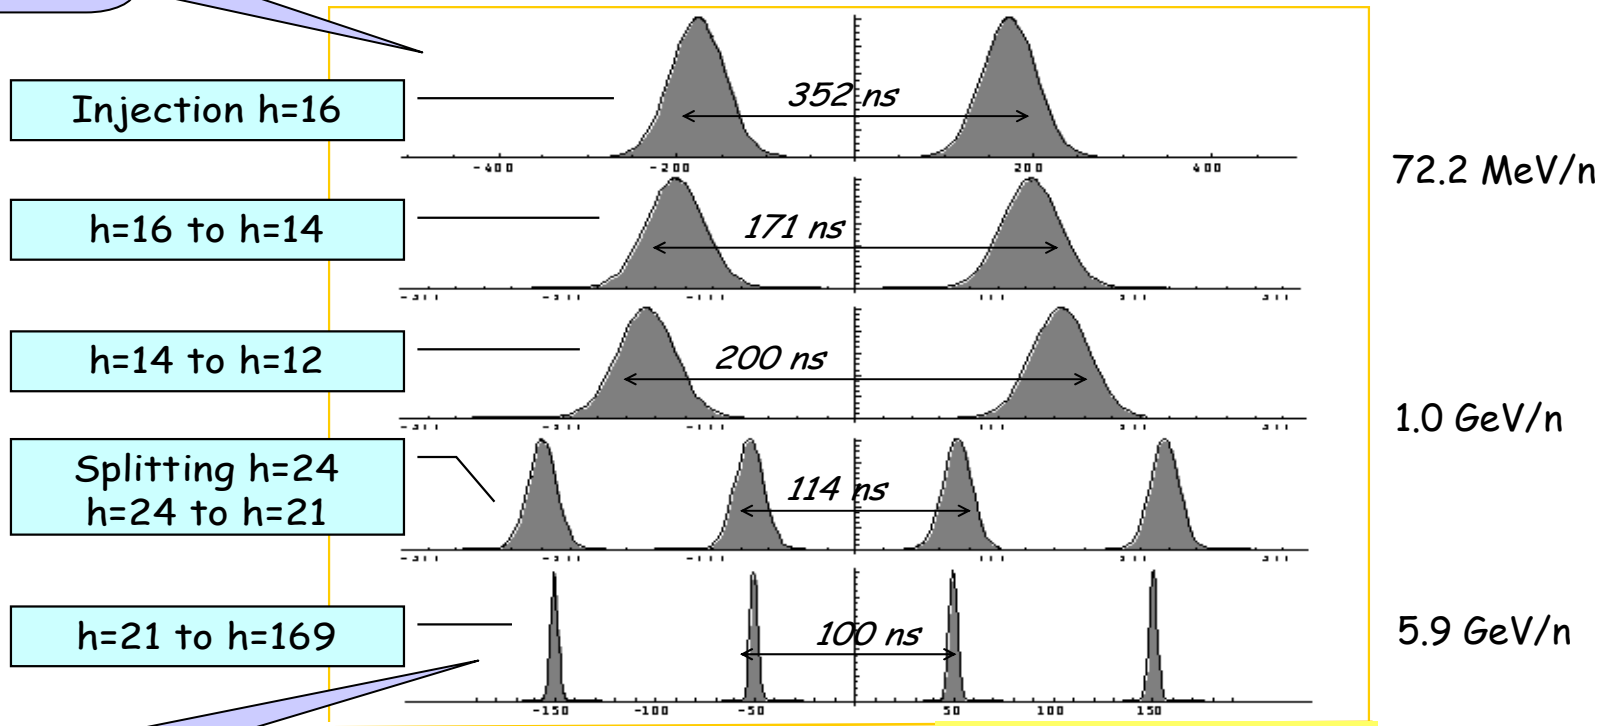 Injection h=16
352 ns
-400 -200 200 400
72.2 MeV/n
h=16 to h=14
171 ns
h=14 to h=12
200 ns
1.0 GeV/n
Splitting h=24
h=24 to h=21
114 ns
h=21 to h=169
100 ns
5.9 GeV/n
-150 -100 -50 50 100 150